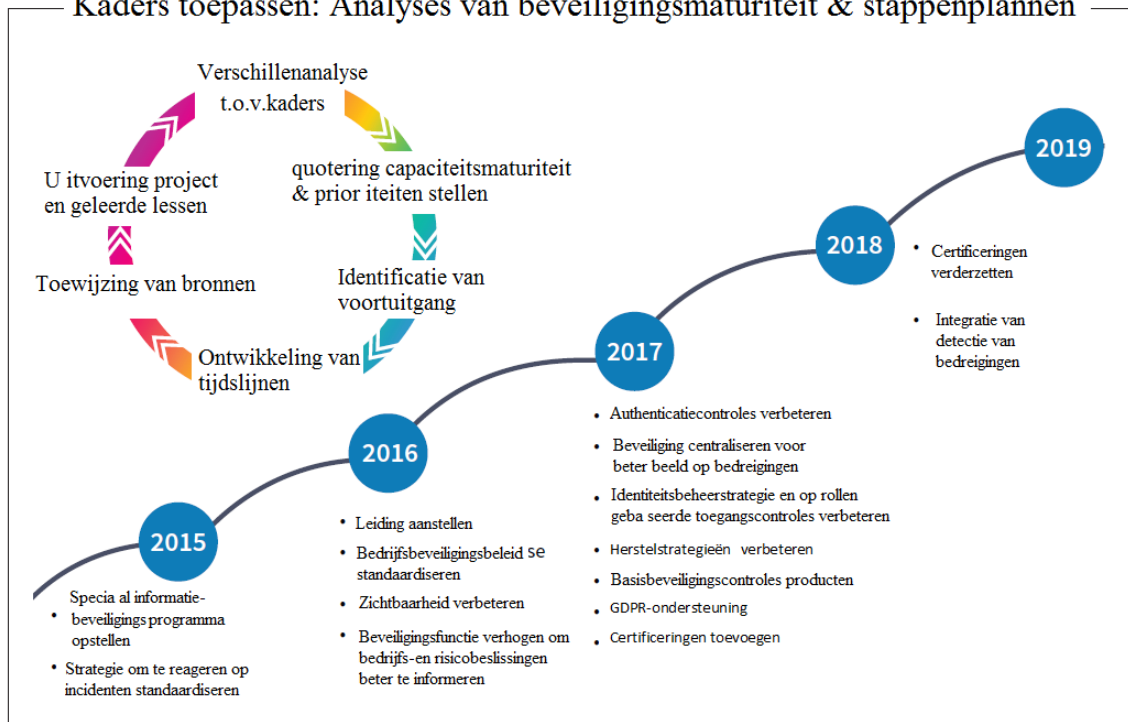 Kaders toepassen: Analyses van beveiligingsmaturiteit & stappenplannen
Verschillenanalyse
t.o.v.kaders
quotering capaciteitsmaturiteit
& prior iteiten stellen
Identificatie van
voortuitgang
Ontwikkeling van
tijdslijnen
Toewijzing van bronnen
U itvoering project
en geleerde lessen
2015
• Specia al informatie-
beveiligings programma
opstellen
• Strategie om te reageren op
incidenten standaardiseren
2016
• Leiding aanstellen
• Bedrijfsbeveiligingsbeleid se
standaardiseren
• Zichtbaarheid verbeteren
• Beveiligingsfunctie verhogen om
bedrijfs-en risicobeslissingen
beter te informeren
2017
• Authenticatiecontroles verbeteren
• Beveiliging centraliseren voor
beter beeld op bedreigingen
• Identiteitsbeheerstrategie en op rollen
geba seerde toegangscontroles verbeteren
• Herstelstrategieën verbeteren
• Basisbeveiligingscontroles producten
• GDPR-ondersteuning
• Certificeringen toevoegen
2018
• Certificeringen
verderzetten
• Integratie van
detectie van
bedreigingen
2019